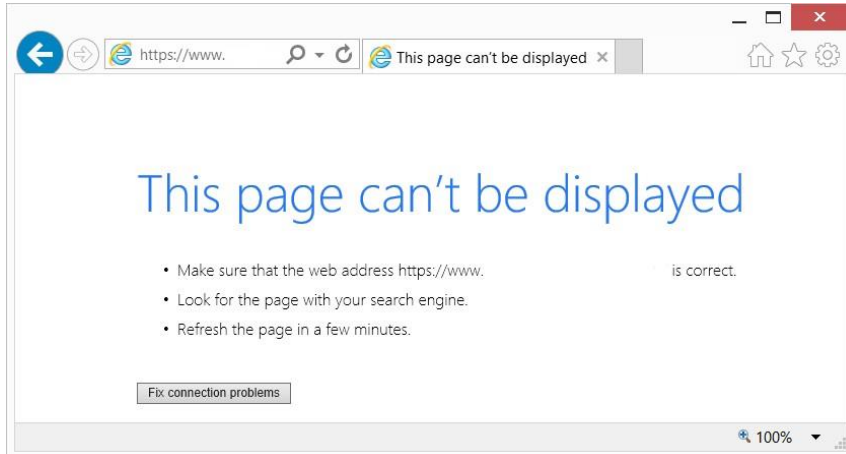 https://www.
This page can't be displayed
This page can't be displayed
• Make sure that the web address https://www. is correct.
• Look for the page with your search engine.
• Refresh the page in a few minutes.
Fix connection problems
100%